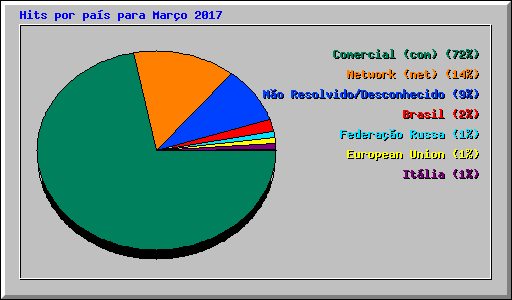 Hits por país para Março 2017
Comercial (com) (72%)
Network (net) (14%)
Não Resolvido/Desconhecido (9%)
Brasil (2%)
Federação Russa (1%)
European Union (1%)
Itália (1%)